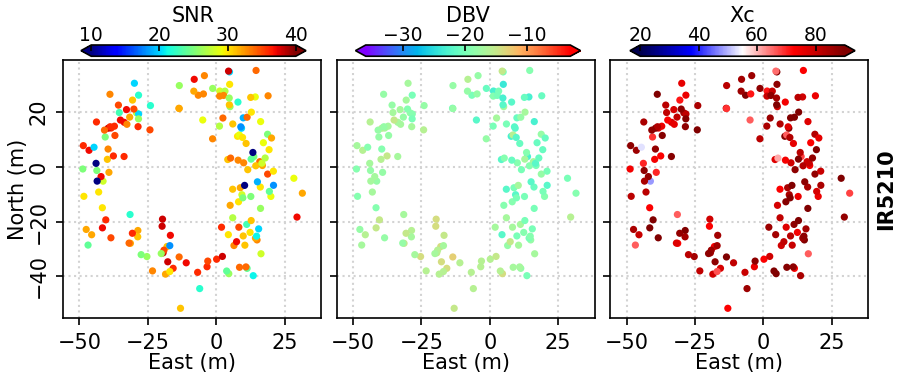 SNR DBV Xc
10 20 30 40 −30 −20 −10 20 40 60 80
North (m)
20
0
−20
−40
IR5210
−50 −25 0 25 −50 −25 0 25 −50 −25 0 25
East (m) East (m) East (m)